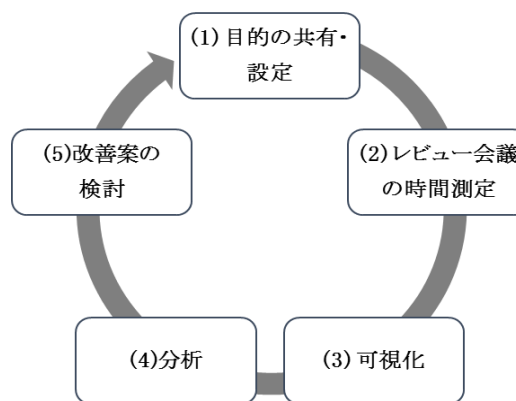 (1) 目的の共有・
設定
(2)レビュー会議
の時間測定
(3) 可視化
(4)分析
(5)改善案の
検討